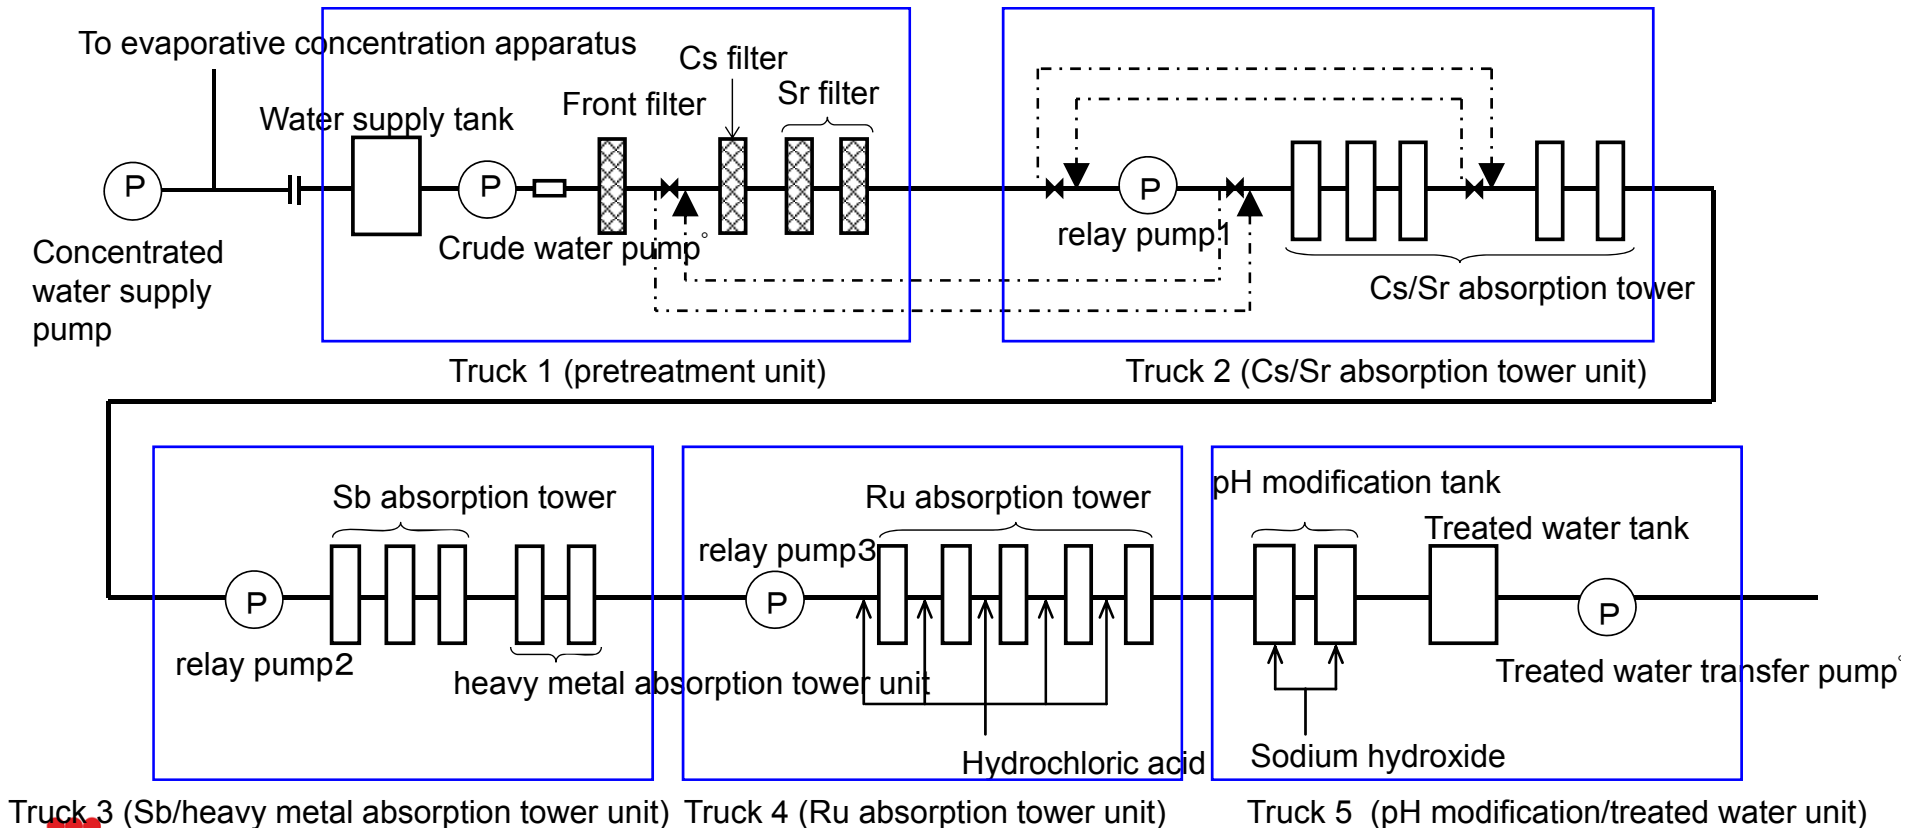 To evaporative concentration apparatus
Cs filter
Sr filter
Front filter
Water supply tank
P
P
P
Crude water pump
relay pump1
Concentrated
water supply
pump
Cs/Sr absorption tower
Truck 1 (pretreatment unit)
Truck 2 (Cs/Sr absorption tower unit)
Sb absorption tower
Ru absorption tower
pH modification tank
Treated water tank
relay pump3
P
P
P
relay pump2
heavy metal absorption tower unit
Treated water transfer pump
Hydrochloric acid
Sodium hydroxide
Truck 3 (Sb/heavy metal absorption tower unit)
Truck 4 (Ru absorption tower unit)
Truck 5 (pH modification/treated water unit)